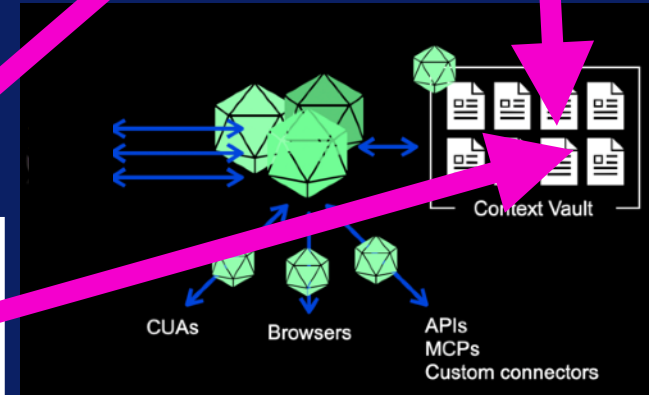 Context Vault
CUAs
Browsers
APIs
MCPs
Custom connectors